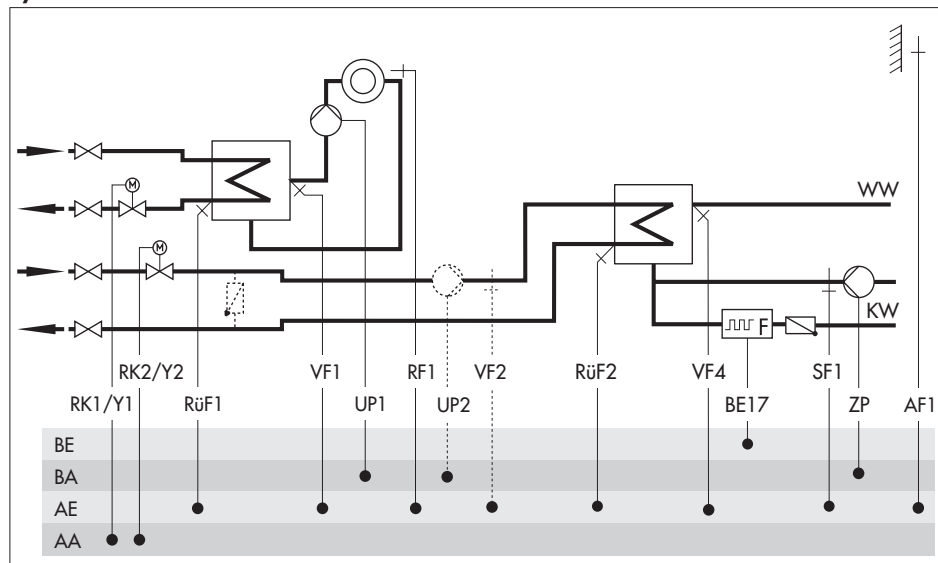 M
M
WW
F
KW
RK2/Y2 VF1 RF1 VF2 RüF2 VF4 SF1
RK1/Y1 RüF1 UP1 UP2 BE17 ZP AF1
BE
BA
AE
AA